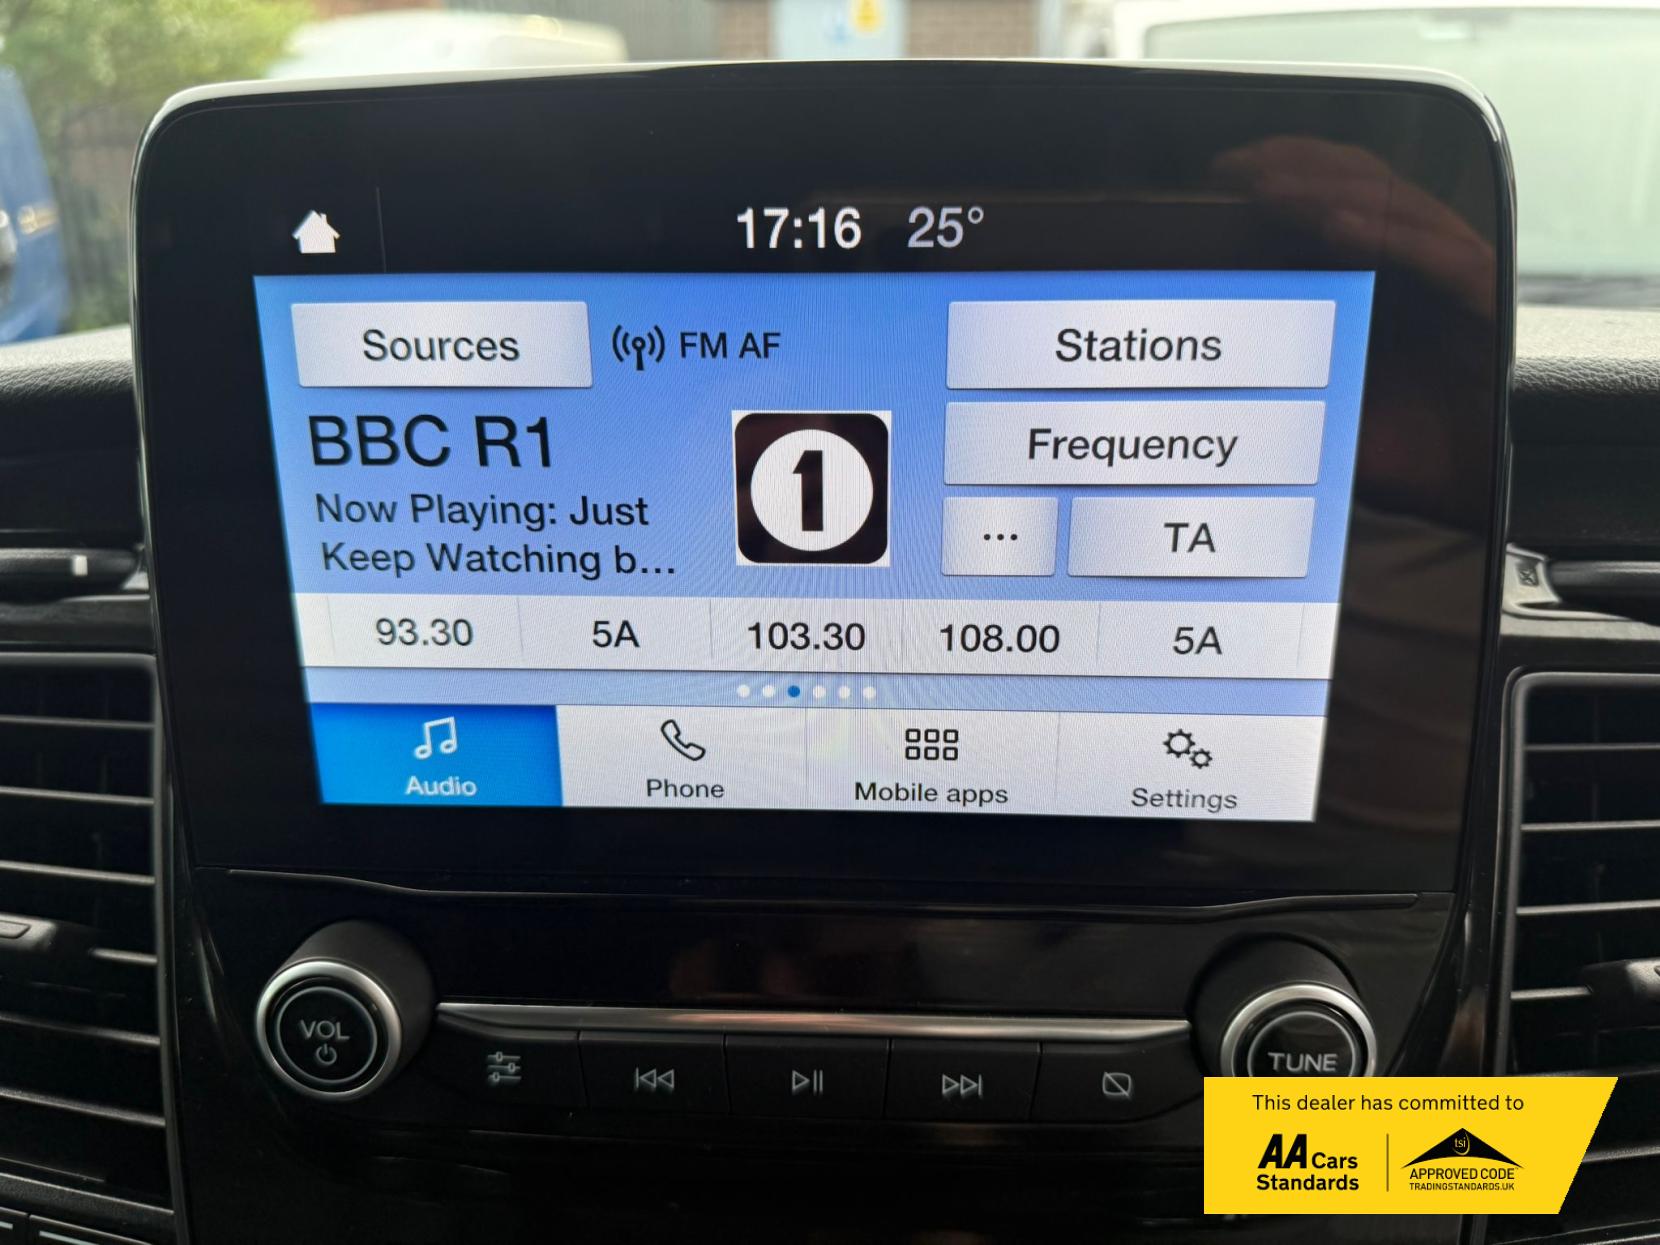 17:16 25°
Sources FM AF Stations
BBC R1
1
Frequency
Now Playing: Just
Keep Watching b...
... TA
93.30 5A 103.30 108.00 5A
Audio Phone Mobile apps Settings
VOL
TUNE
This dealer has committed to
AA Cars
Standards
tsi
APPROVED CODE
TRADINGSTANDARDS.UK